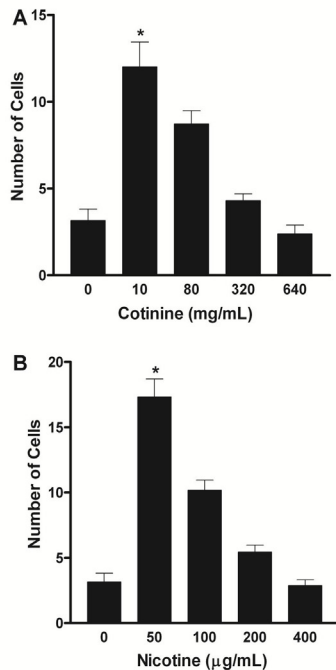 A
15
*
10
5
0
Number of Cells
0 10 80 320 640
Cotinine (mg/mL)
B
20
*
15
10
5
0
Number of Cells
0 50 100 200 400
Nicotine (μg/mL)